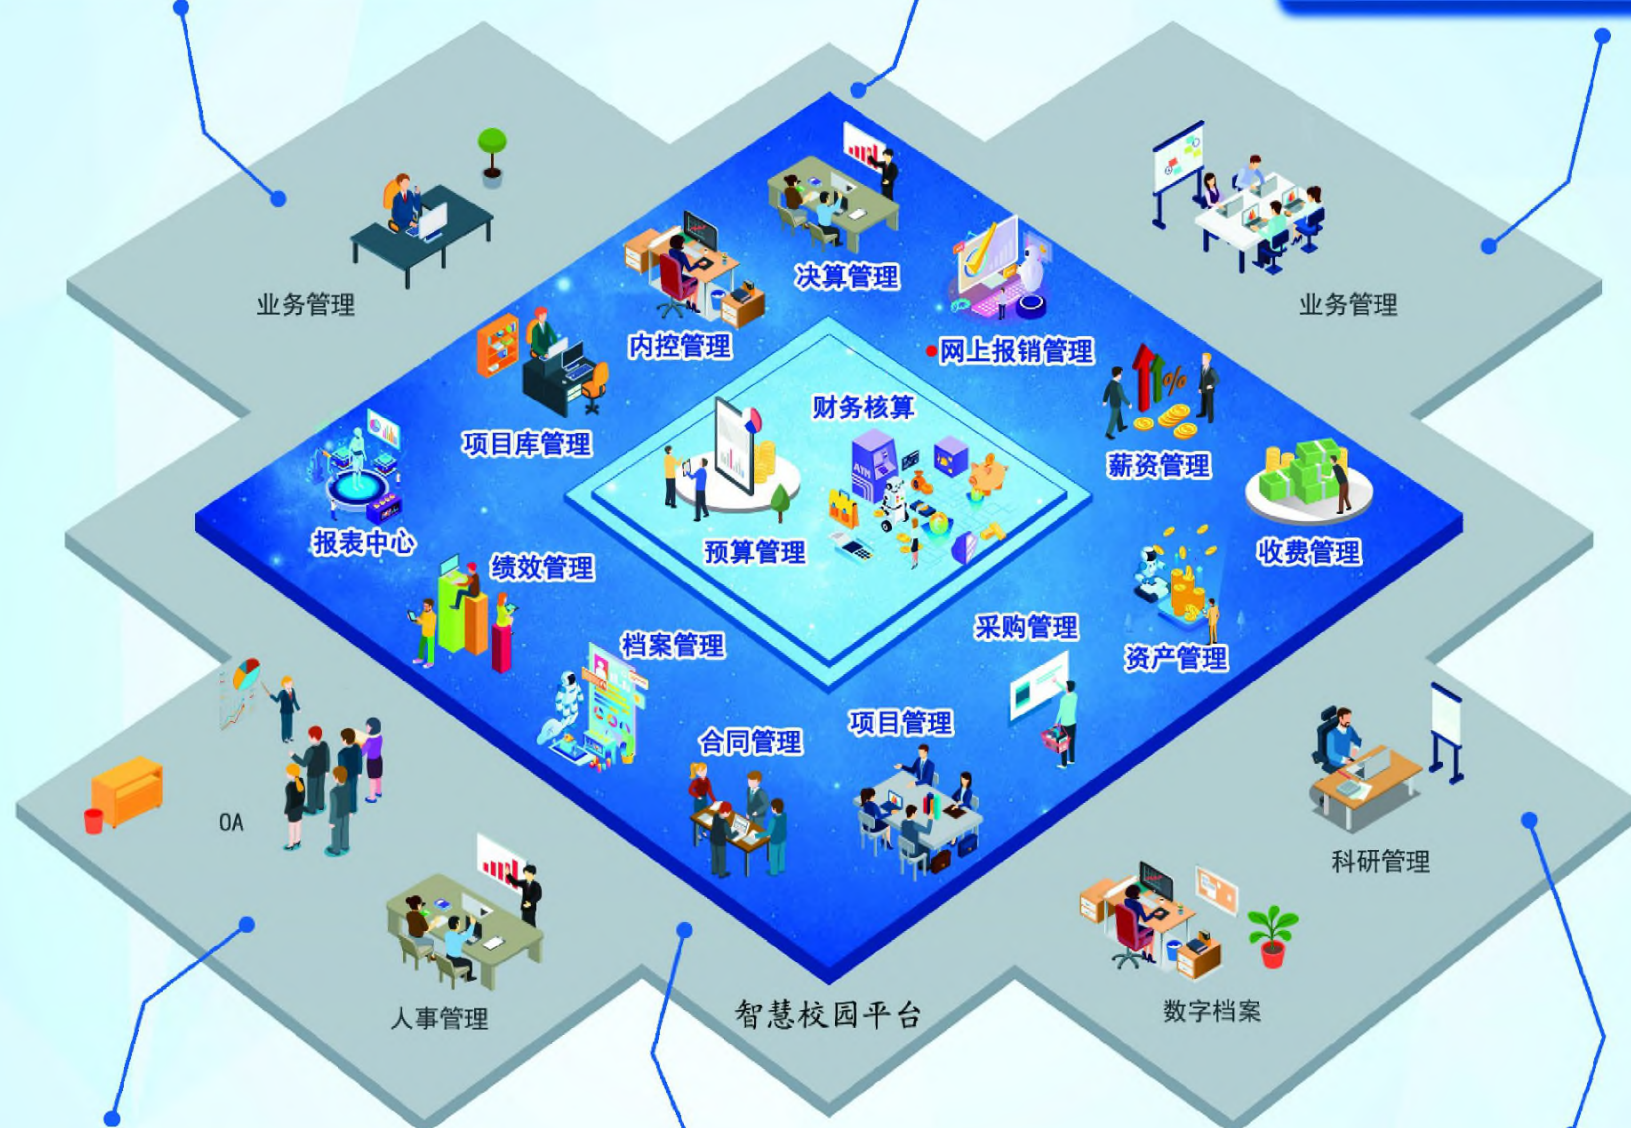 业务管理
业务管理
决算管理
内控管理
网上报销管理
项目库管理
财务核算
薪资管理
ATM
报表中心
绩效管理
预算管理
收费管理
档案管理
采购管理
资产管理
合同管理
项目管理
OA
科研管理
人事管理
智慧校园平台
数字档案